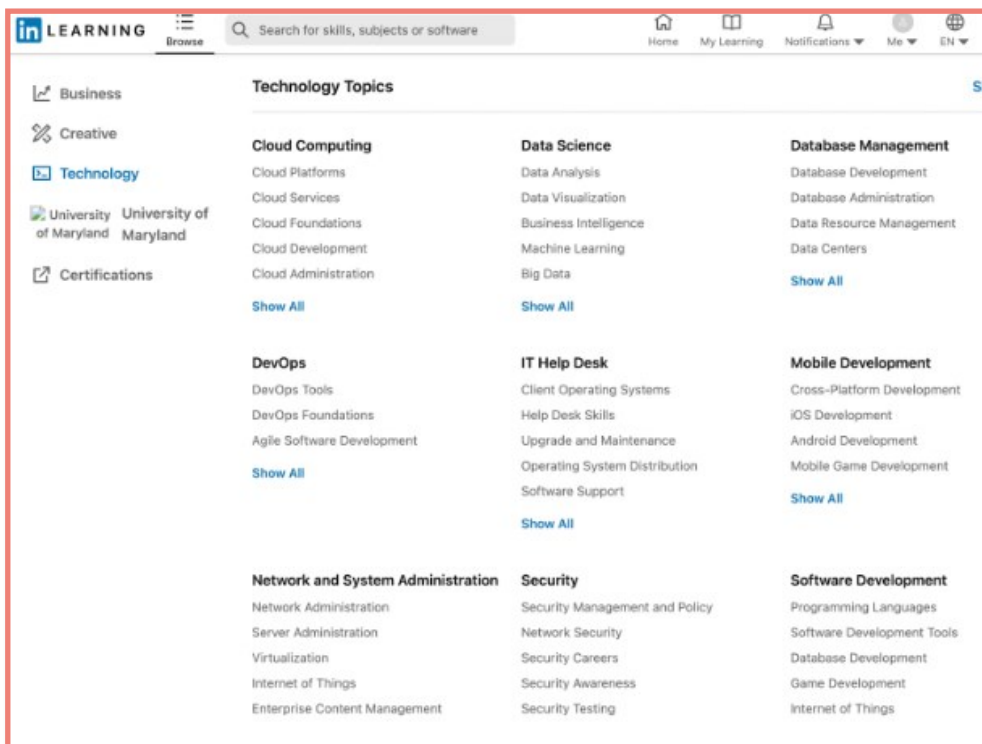 in LEARNING
Browse
Search for skills, subjects or software
Home
My Learning
Notifications
Me
EN
Business
Creative
Technology
University of Maryland
University of Maryland
Certifications
Technology Topics
Cloud Computing
Cloud Platforms
Cloud Services
Cloud Foundations
Cloud Development
Cloud Administration
Show All
Data Science
Data Analysis
Data Visualization
Business Intelligence
Machine Learning
Big Data
Show All
Database Management
Database Development
Database Administration
Data Resource Management
Data Centers
Show All
DevOps
DevOps Tools
DevOps Foundations
Agile Software Development
Show All
IT Help Desk
Client Operating Systems
Help Desk Skills
Upgrade and Maintenance
Operating System Distribution
Software Support
Show All
Mobile Development
Cross-Platform Development
iOS Development
Android Development
Mobile Game Development
Show All
Network and System Administration
Network Administration
Server Administration
Virtualization
Internet of Things
Enterprise Content Management
Security
Security Management and Policy
Network Security
Security Careers
Security Awareness
Security Testing
Software Development
Programming Languages
Software Development Tools
Database Development
Game Development
Internet of Things